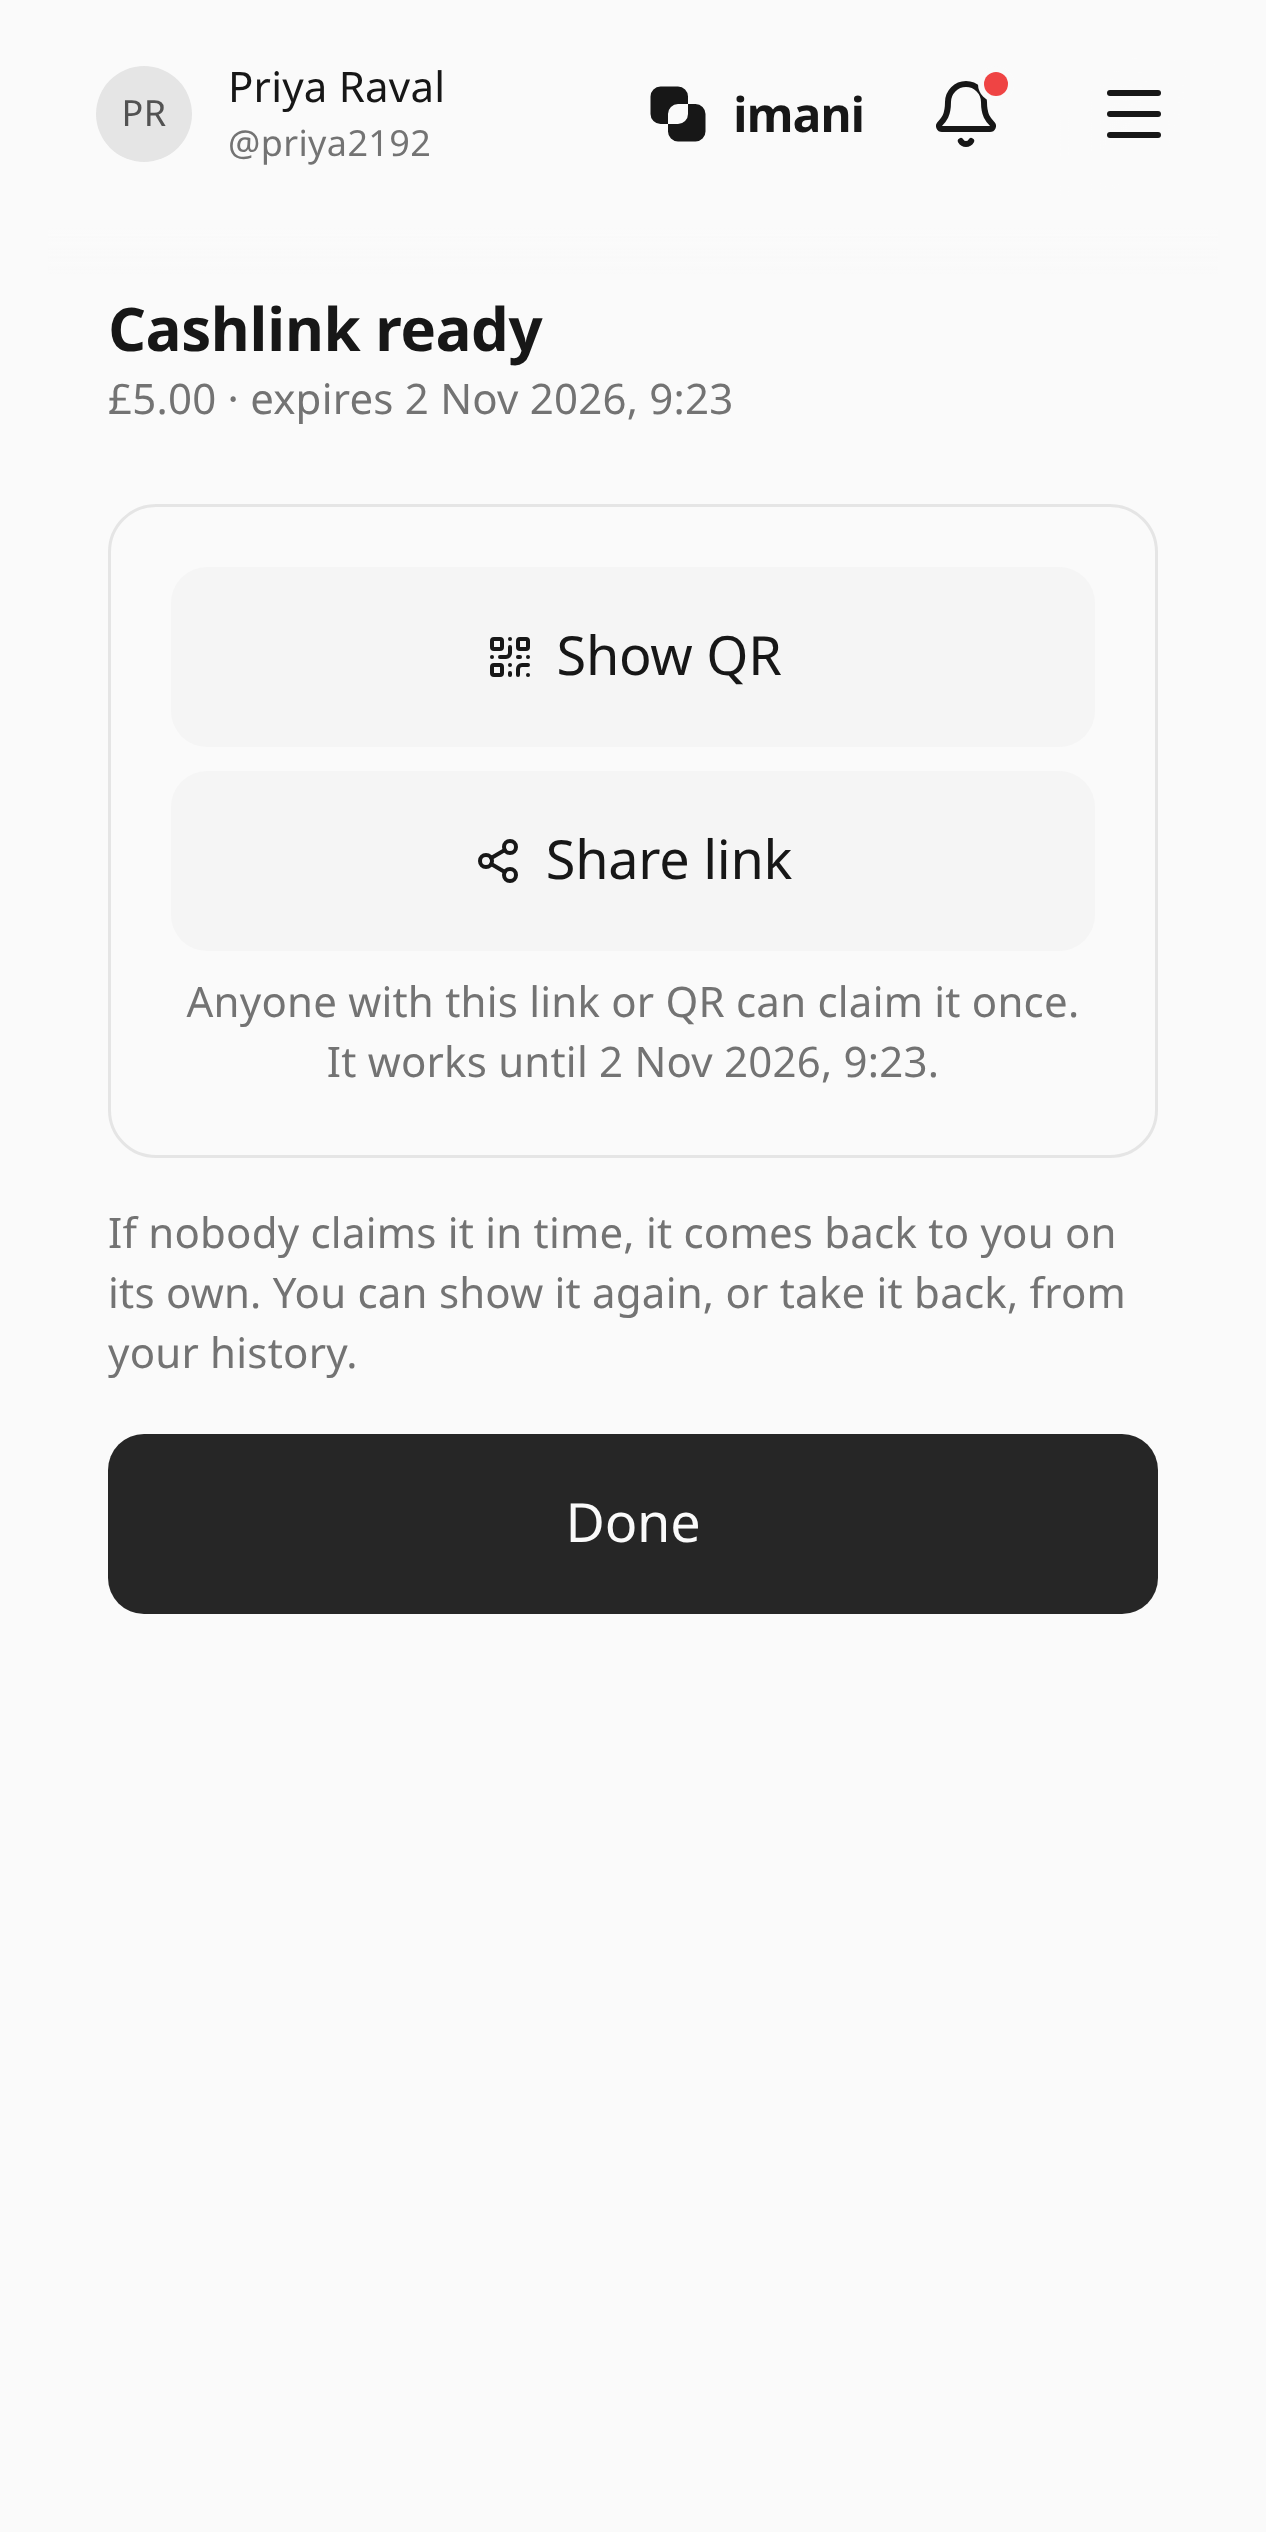 PR
Priya Raval
@priya2192
imani
Cashlink ready
£5.00 · expires 2 Nov 2026, 9:23
Show QR
Share link
Anyone with this link or QR can claim it once.
It works until 2 Nov 2026, 9:23.
If nobody claims it in time, it comes back to you on
its own. You can show it again, or take it back, from
your history.
Done